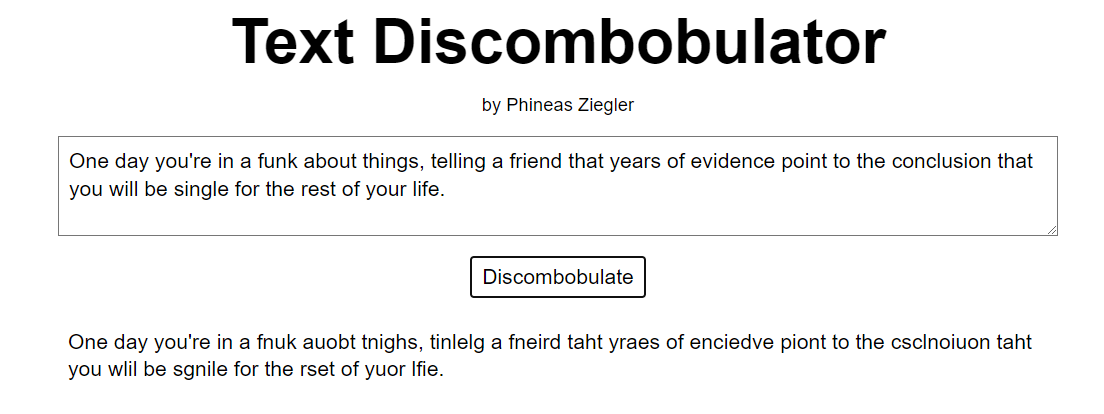 Text Discombobulator
by Phineas Ziegler
One day you're in a funk about things, telling a friend that years of evidence point to the conclusion that
you will be single for the rest of your life.
Discombobulate
One day you're in a fnuk auobt tnighs, tinlelg a fneird taht yraes of enciedve piont to the csclnoiuon taht
you wlil be sgnile for the rset of yuor lfie.